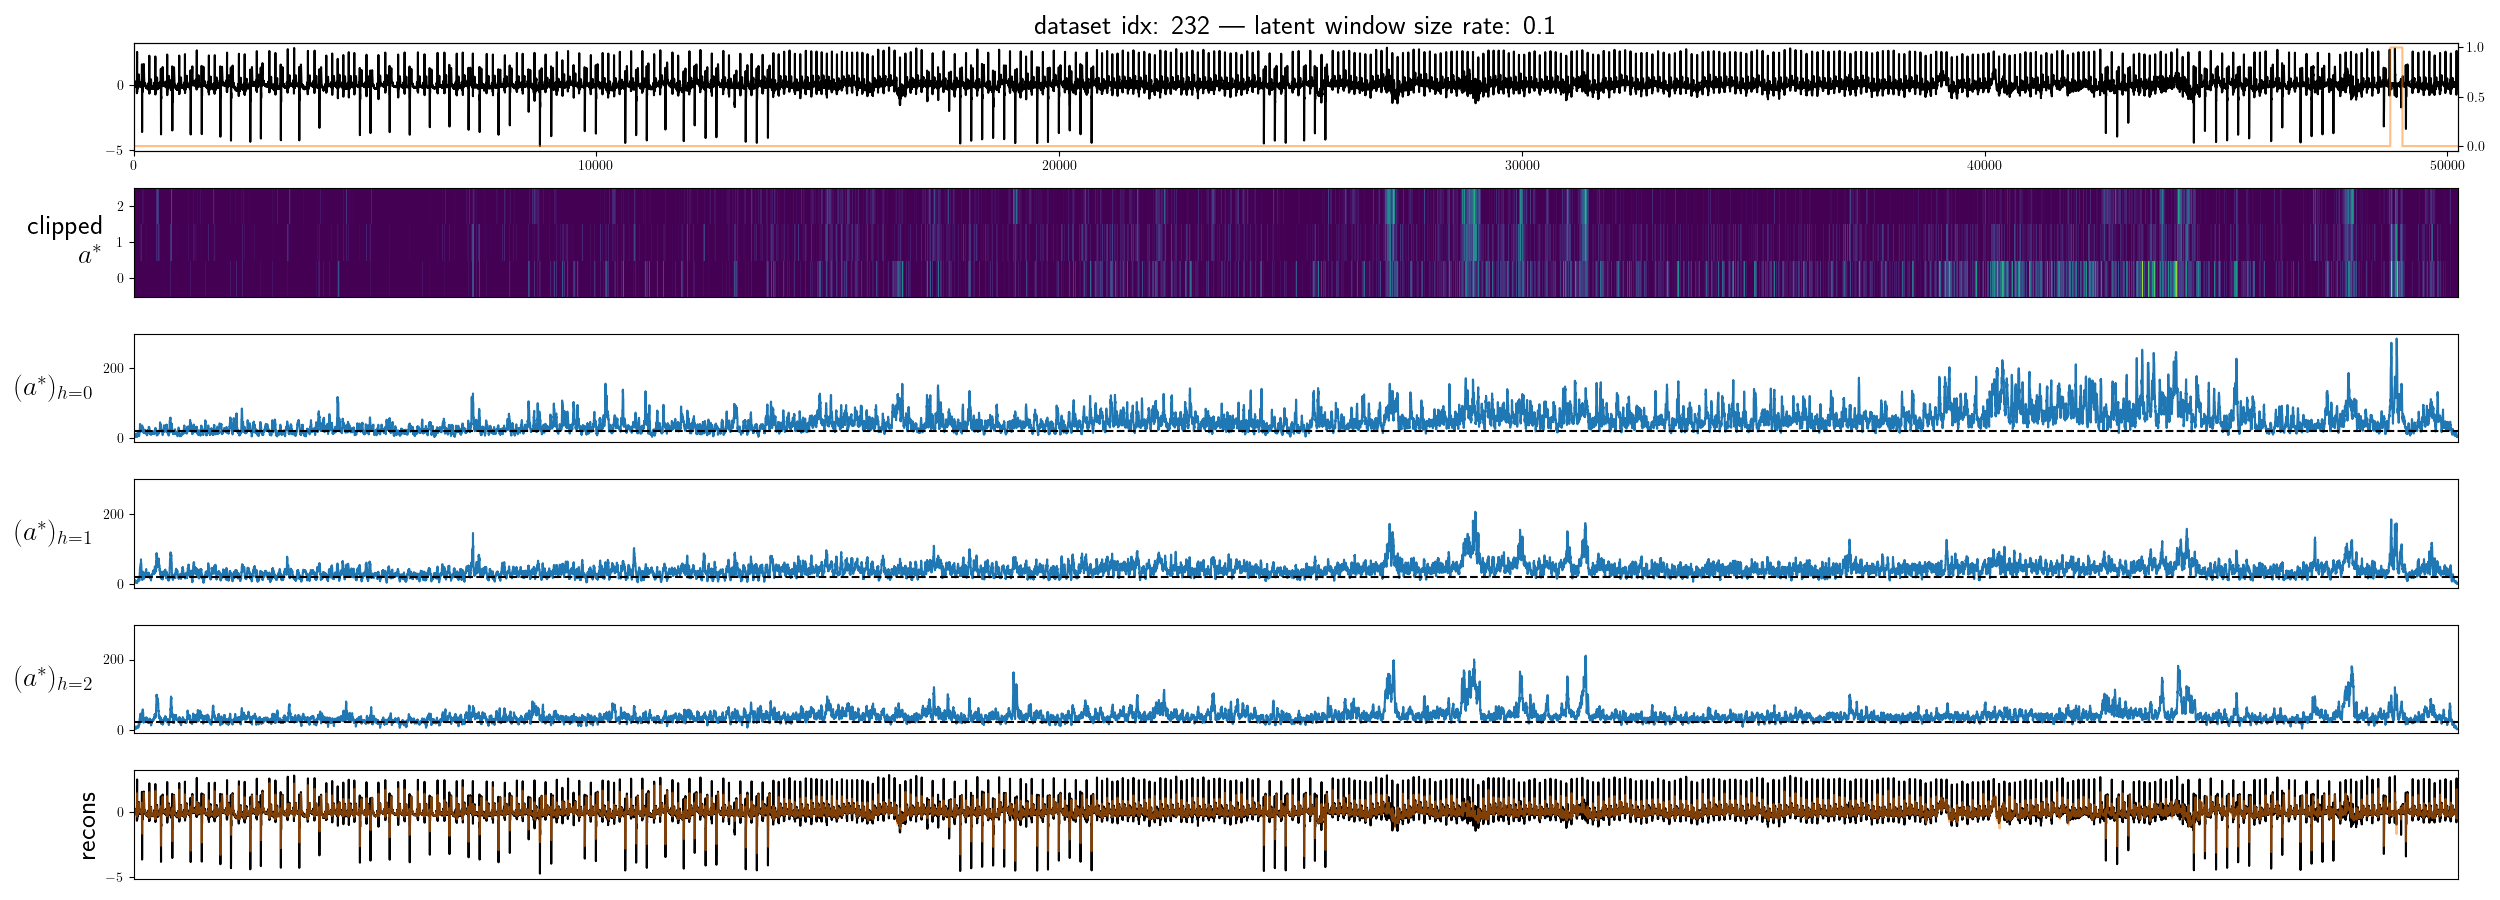 dataset idx: 232 — latent window size rate: 0.1
0
−5
1.0
0.5
0.0
0 10000 20000 30000 40000 50000
clipped
a*
2
1
0
(a*)h=0
200
0
(a*)h=1
200
0
(a*)h=2
200
0
recons
0
−5